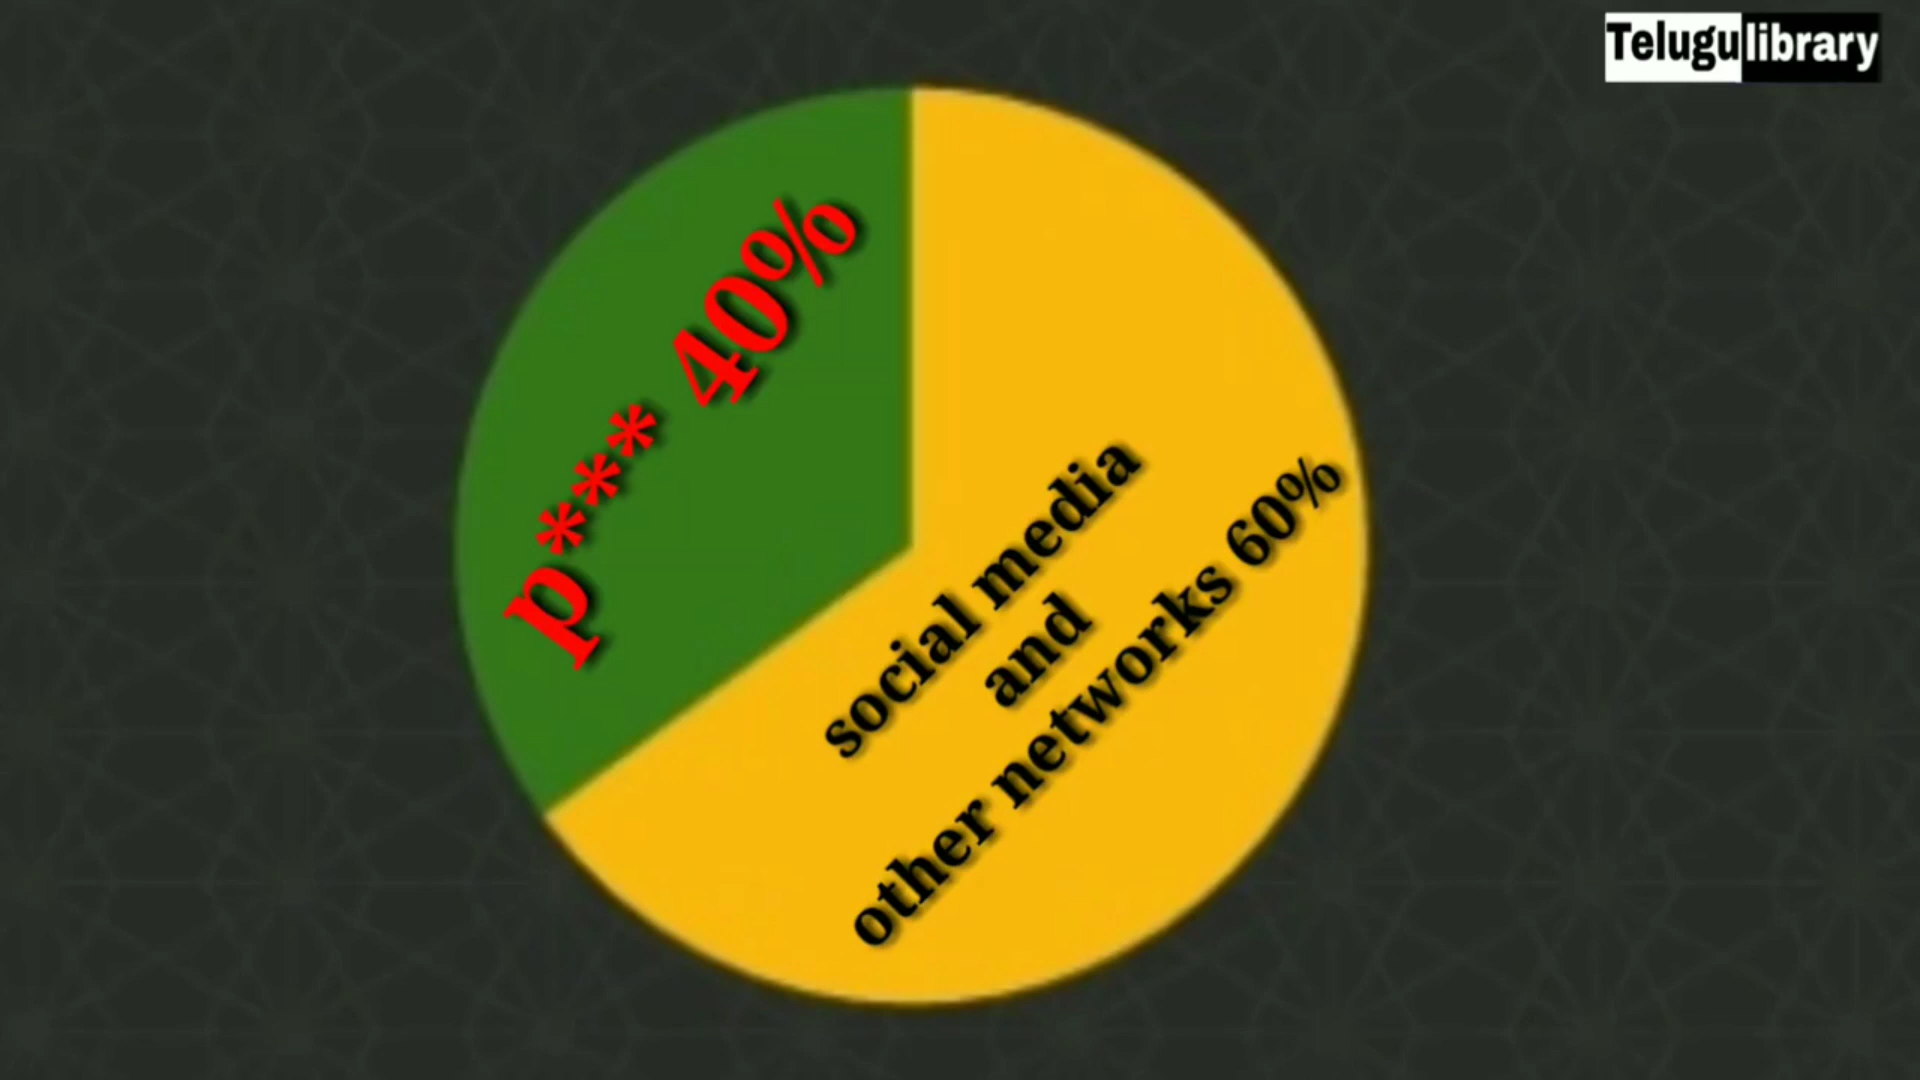 Telugulibrary
p*** 40%
social media
and
other networks 60%